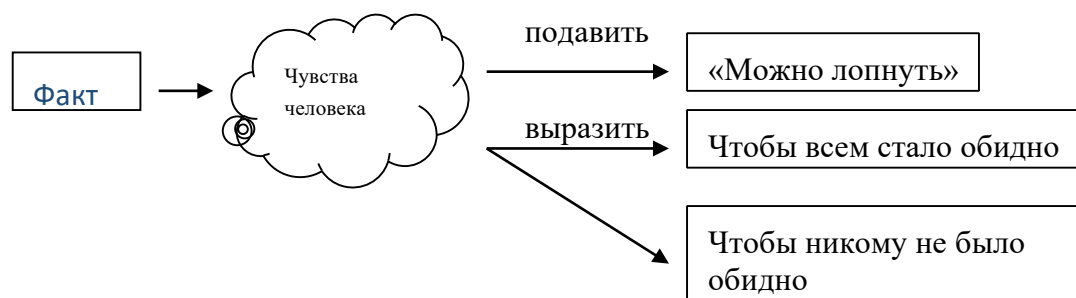 Факт
Чувства
человека
подавить
«Можно лопнуть»
выразить
Чтобы всем стало обидно
Чтобы никому не было
обидно